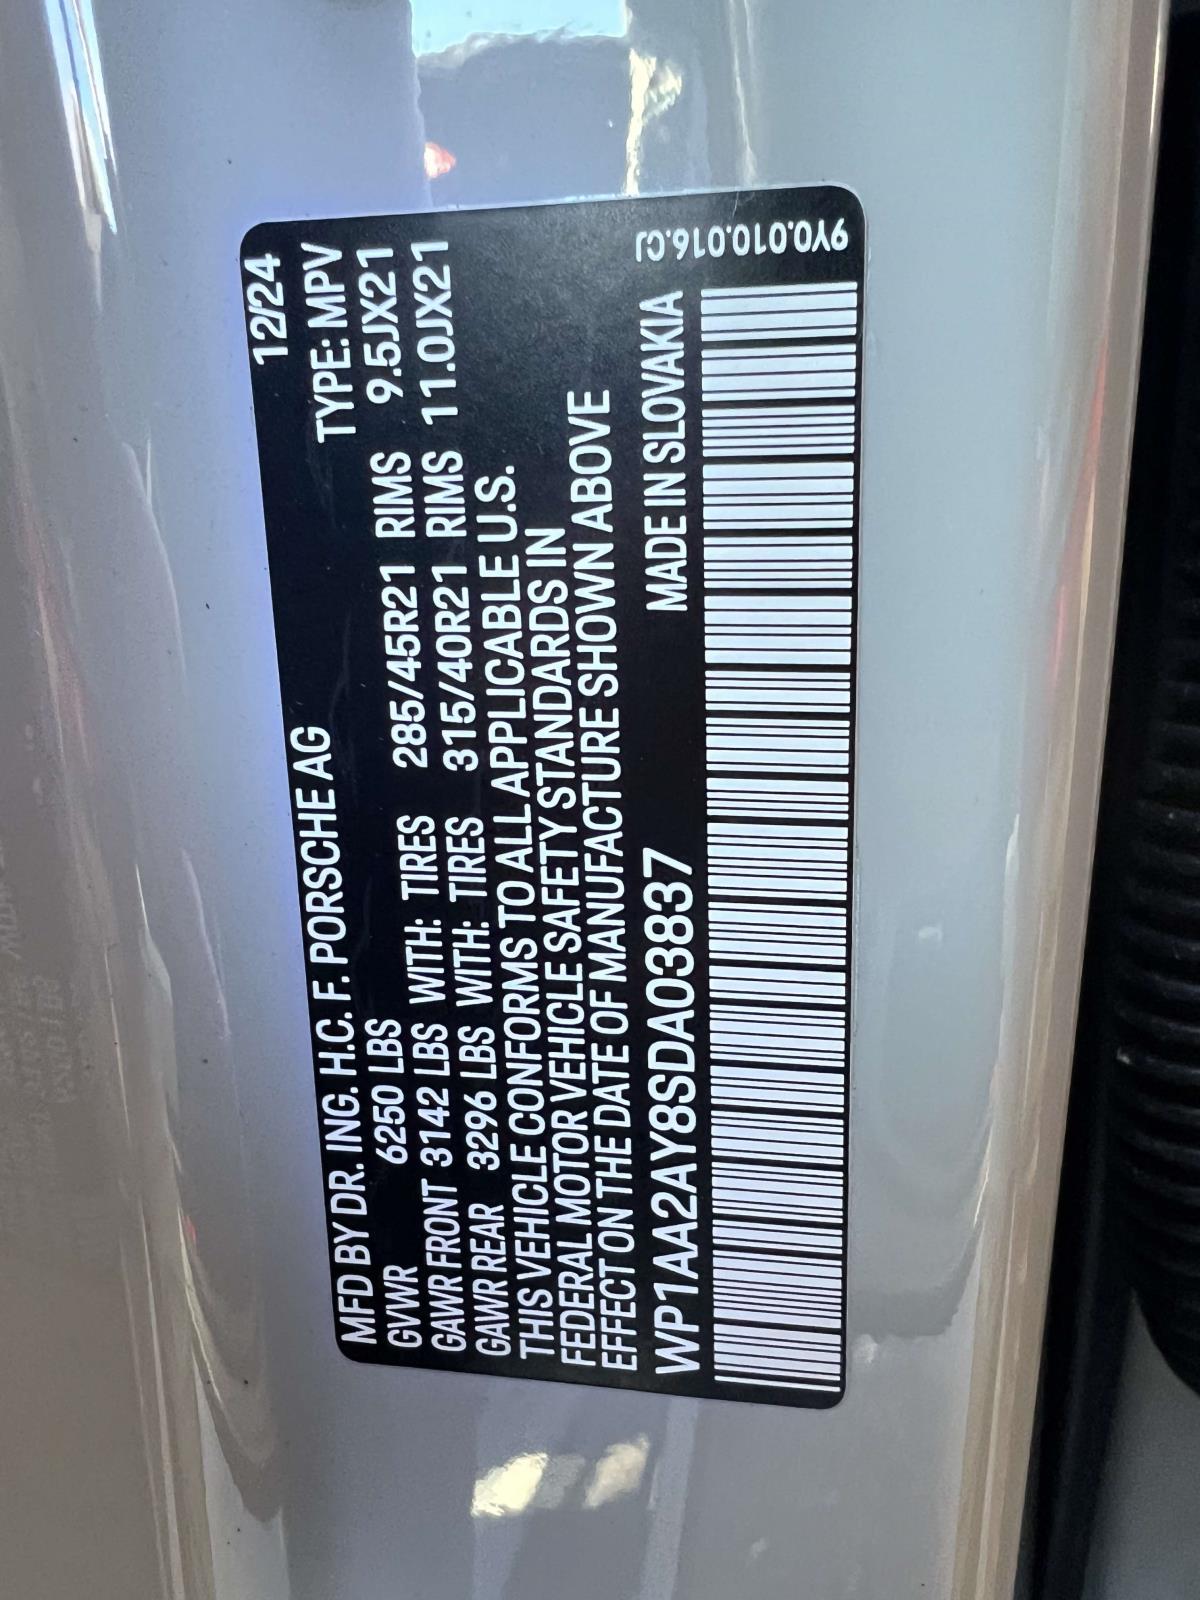 12/24
MFD BY DR. ING. H.C. F. PORSCHE AG TYPE: MPV
GVWR 6250 LBS
GAWR FRONT 3142 LBS WITH: TIRES 285/45R21 RIMS 9.5JX21
GAWR REAR 3296 LBS WITH: TIRES 315/40R21 RIMS 11.0JX21
THIS VEHICLE CONFORMS TO ALL APPLICABLE U.S.
FEDERAL MOTOR VEHICLE SAFETY STANDARDS IN
EFFECT ON THE DATE OF MANUFACTURE SHOWN ABOVE
WP1AA2AY8SDA03837 MADE IN SLOVAKIA
9Y0.010.016.CJ